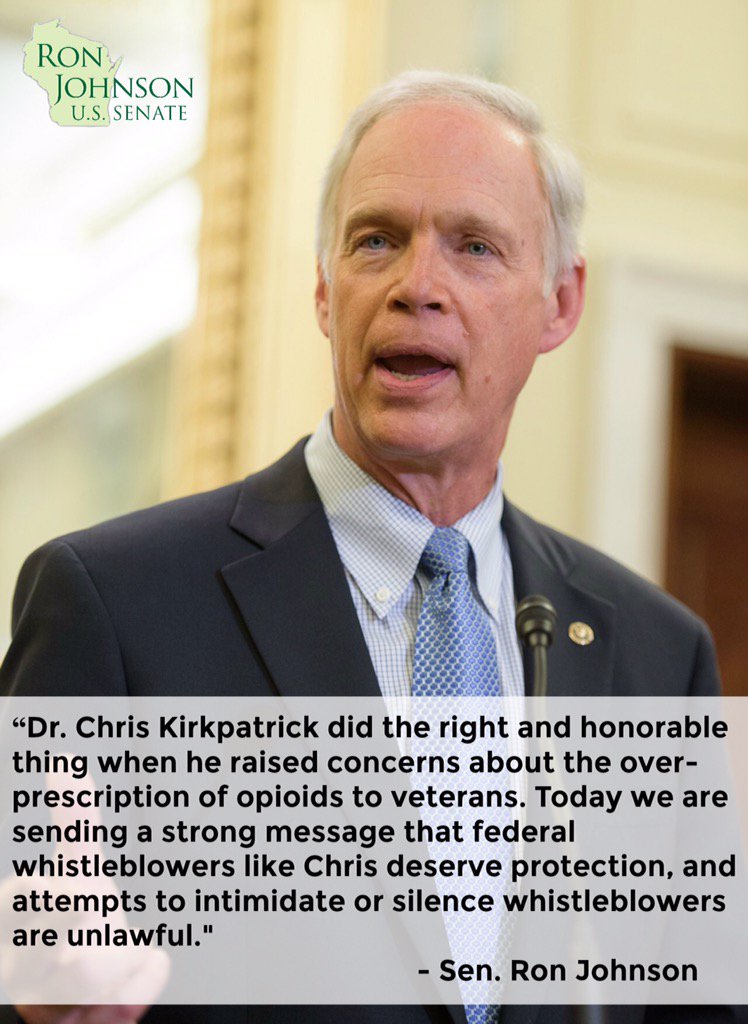 RON
JOHNSON
U.S. SENATE
“Dr. Chris Kirkpatrick did the right and honorable
thing when he raised concerns about the over-
prescription of opioids to veterans. Today we are
sending a strong message that federal
whistleblowers like Chris deserve protection, and
attempts to intimidate or silence whistleblowers
are unlawful."
- Sen. Ron Johnson